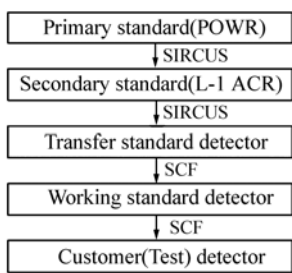 Primary standard(POWR)
SIRCUS
Secondary standard(L-1 ACR)
SIRCUS
Transfer standard detector
SCF
Working standard detector
SCF
Customer(Test) detector